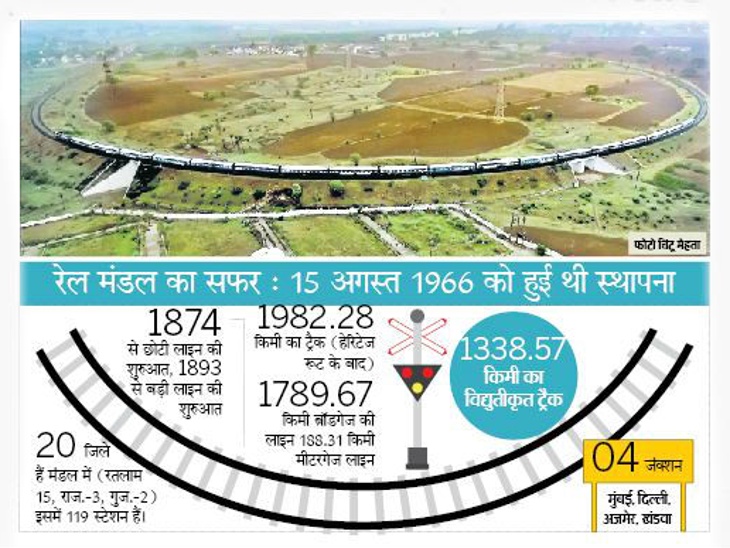 फोटो चिंटू मेहता
रेल मंडल का सफर : 15 अगस्त 1966 को हुई थी स्थापना
1874
से छोटी लाइन की
शुरुआत, 1893
से बड़ी लाइन की
शुरुआत
1982.28
किमी का ट्रैक (हेरिटेज
रूट के बाद)
1789.67
किमी ब्रॉडगेज की
लाइन 188.31 किमी
मीटरगेज लाइन
1338.57
किमी का
विद्युतीकृत ट्रैक
20 जिले
हैं मंडल में (रतलाम
15, राज.-3, गुज.-2)
इसमें 119 स्टेशन हैं।
04 जंक्शन
मुंबई, दिल्ली,
अजमेर, खंडवा